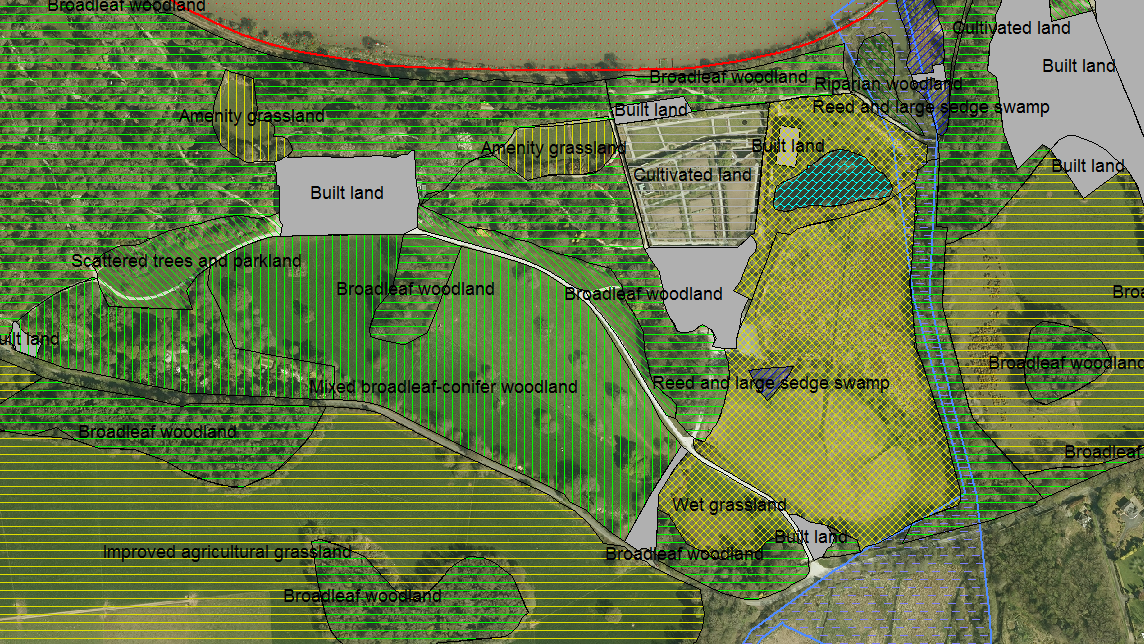 Broadleaf woodland
Cultivated land
Built land
Broadleaf woodland
Riparian woodland
Built land
Reed and large sedge swamp
Amenity grassland
Amenity grassland
Built land
Built land
Cultivated land
Built land
Scattered trees and parkland
Broadleaf woodland
Broadleaf woodland
Broa
uilt land
Broadleaf woodland
Reed and large sedge swamp
Mixed broadleaf-conifer woodland
Broadleaf woodland
Broadleaf
Wet grassland
Built land
Improved agricultural grassland
Broadleaf woodland
Broadleaf woodland